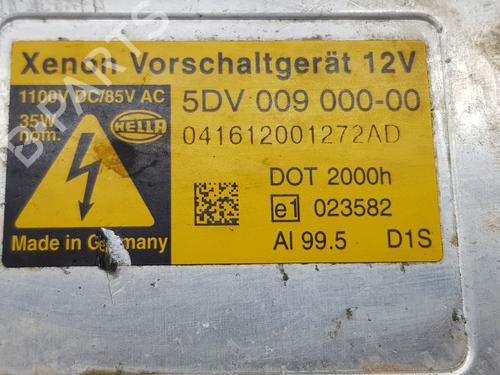 Xenon Vorschaltgerät 12V
1100V DC/85V AC
35W
nom.
HELLA
5DV 009 000-00
041612001272AD
DOT 2000h
e1 023582
Made in Germany
Al 99.5 D1S